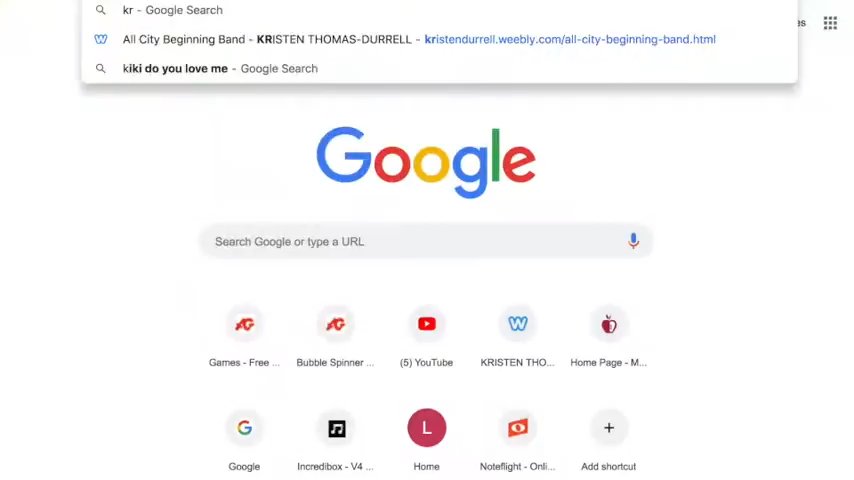 kr - Google Search
es
All City Beginning Band - KRISTEN THOMAS-DURRELL - kristendurrell.weebly.com/all-city-beginning-band.html
kiki do you love me - Google Search
Google
Search Google or type a URL
Games - Free ...
Bubble Spinner ...
(5) YouTube
KRISTEN THO...
Home Page - M...
L
Google
Incredibox - V4 ...
Home
Noteflight - Onli...
Add shortcut